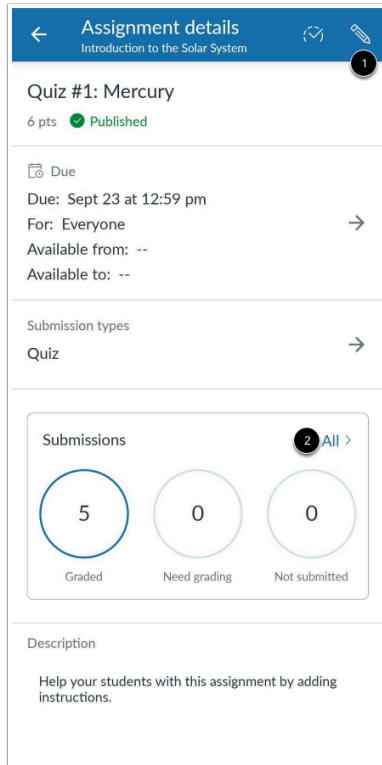 Assignment details
Introduction to the Solar System
1
Quiz #1: Mercury
6 pts Published
Due
Due: Sept 23 at 12:59 pm
For: Everyone
Available from: --
Available to: --
Submission types
Quiz
Submissions 2 All >
5 0 0
Graded Need grading Not submitted
Description
Help your students with this assignment by adding
instructions.